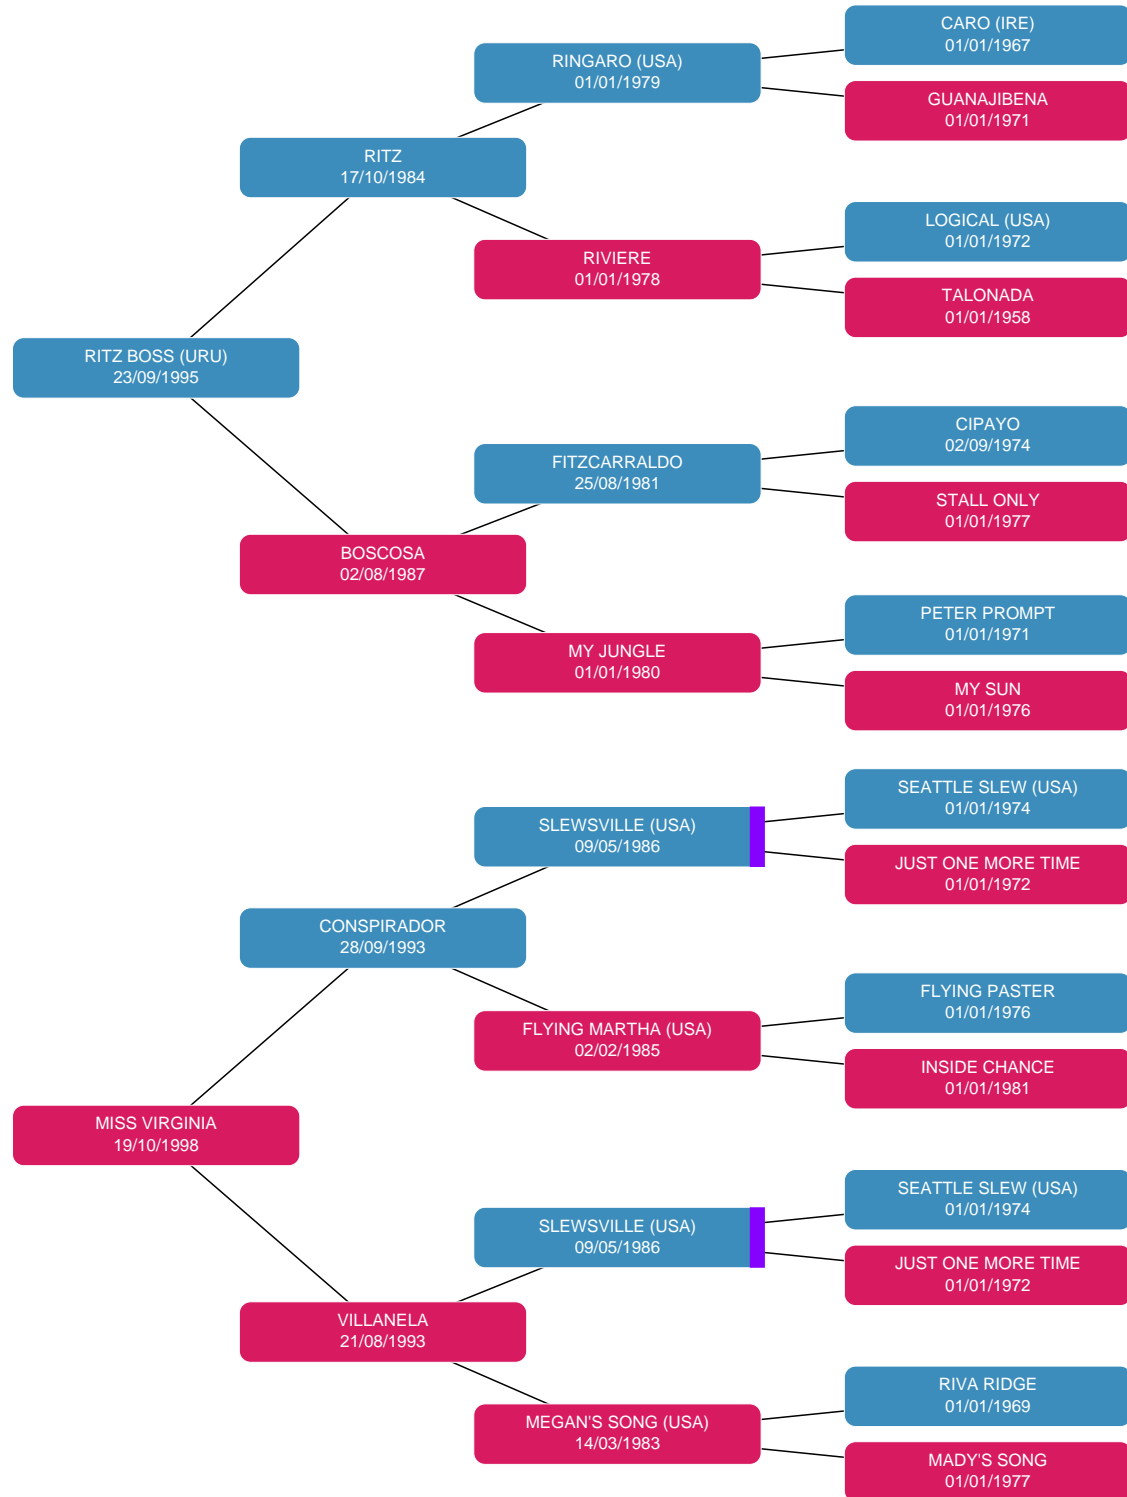 CARO (IRE)
01/01/1967
RINGARO (USA)
01/01/1979
GUANAJIBENA
01/01/1971
RITZ
17/10/1984
LOGICAL (USA)
01/01/1972
RIVIERE
01/01/1978
TALONADA
01/01/1958
RITZ BOSS (URU)
23/09/1995
CIPAYO
02/09/1974
FITZCARRALDO
25/08/1981
STALL ONLY
01/01/1977
BOSCOSA
02/08/1987
PETER PROMPT
01/01/1971
MY JUNGLE
01/01/1980
MY SUN
01/01/1976
SEATTLE SLEW (USA)
01/01/1974
SLEWSVILLE (USA)
09/05/1986
JUST ONE MORE TIME
01/01/1972
CONSPIRADOR
28/09/1993
FLYING PASTER
01/01/1976
FLYING MARTHA (USA)
02/02/1985
INSIDE CHANCE
01/01/1981
MISS VIRGINIA
19/10/1998
SEATTLE SLEW (USA)
01/01/1974
SLEWSVILLE (USA)
09/05/1986
JUST ONE MORE TIME
01/01/1972
VILLANELA
21/08/1993
RIVA RIDGE
01/01/1969
MEGAN'S SONG (USA)
14/03/1983
MADY'S SONG
01/01/1977